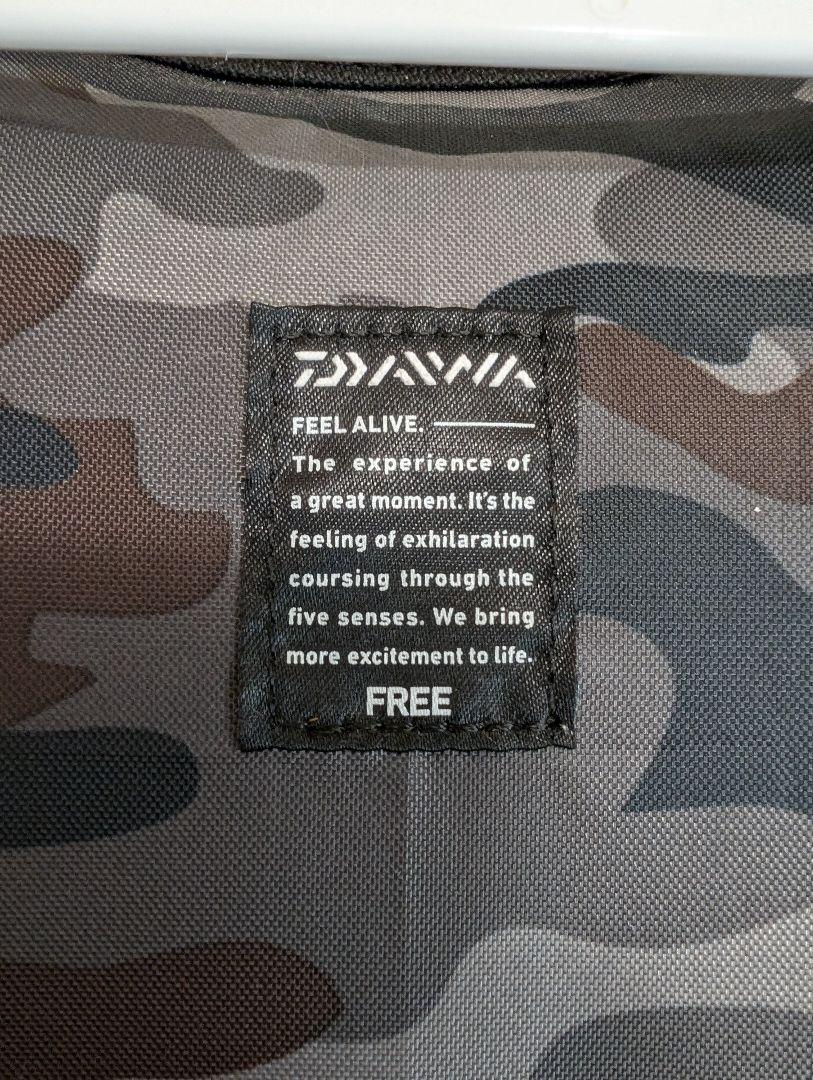 DAIWA
FEEL ALIVE.
The experience of
a great moment. It's the
feeling of exhilaration
coursing through the
five senses. We bring
more excitement to life.
FREE